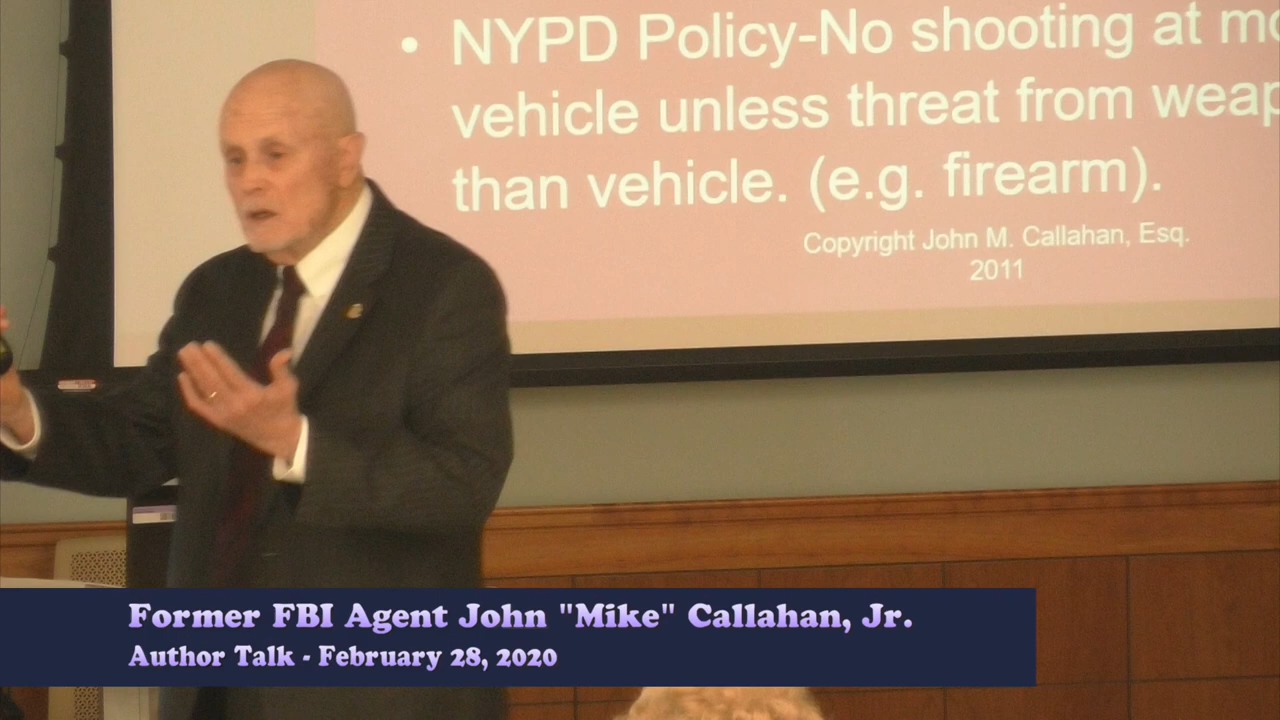 NYPD Policy-No shooting at
vehicle unless threat from
than vehicle. (e.g. firearm).
Copyright John M. Callahan, Esq.
2011
Former FBI Agent John "Mike" Callahan, Jr.
Author Talk - February 28, 2020